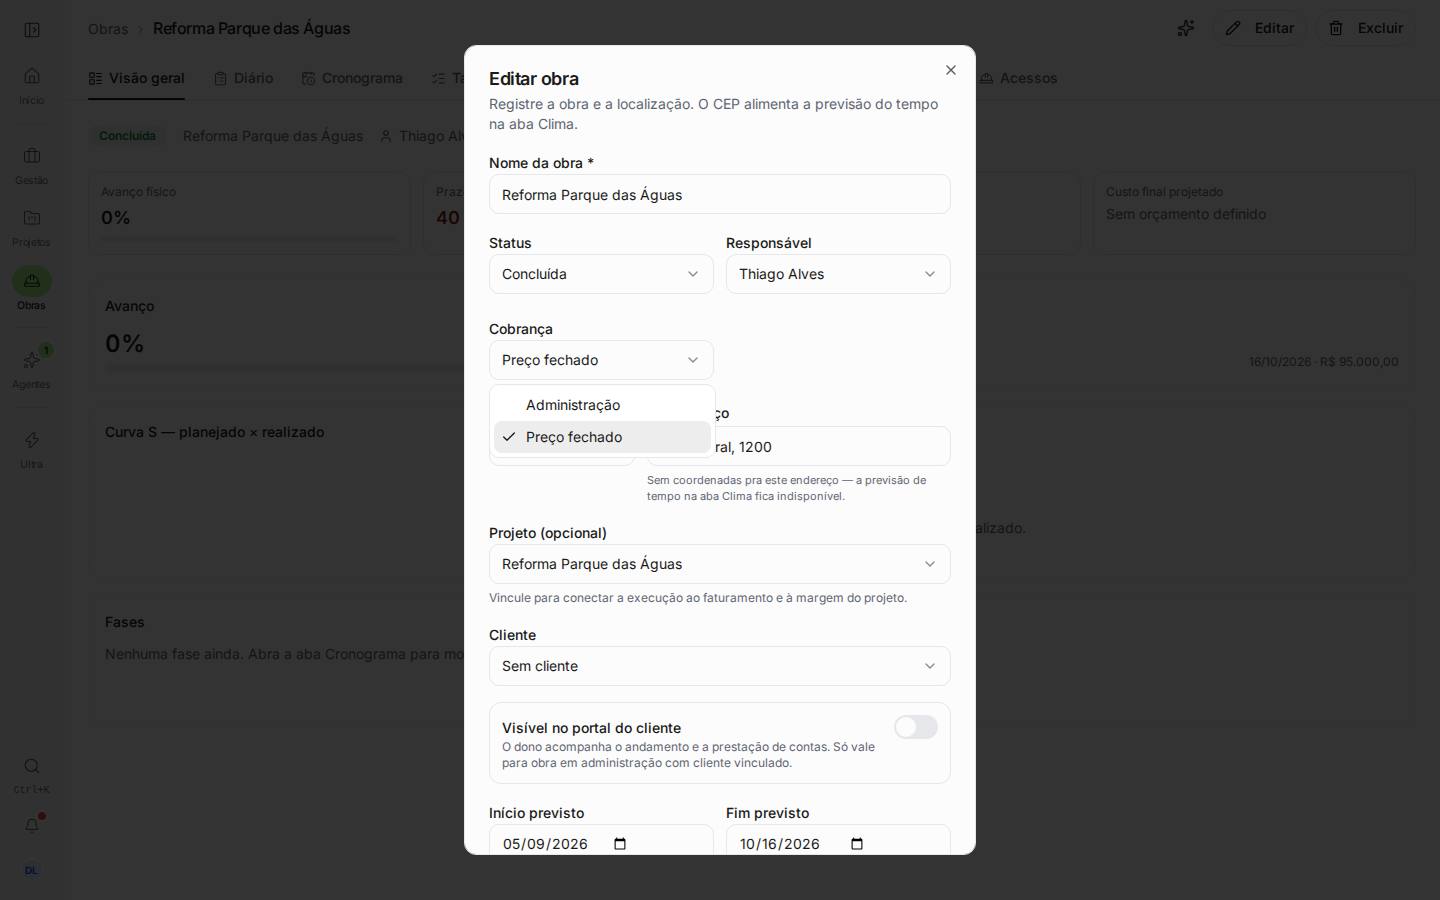 Obras
Reforma Parque das Águas
Editar
Excluir
Início
Gestão
Projetos
Obras
1
Agentes
Ultra
Ctrl+K
DL
Visão geral
Diário
Cronograma
Ta
Acessos
Concluída
Reforma Parque das Águas
Thiago Alv
Avanço físico
0%
Praz
40
Custo final projetado
Sem orçamento definido
Avanço
0%
16/10/2026 · R$ 95.000,00
Curva S — planejado × realizado
alizado.
Fases
Nenhuma fase ainda. Abra a aba Cronograma para mo
Editar obra
Registre a obra e a localização. O CEP alimenta a previsão do tempo
na aba Clima.
Nome da obra *
Reforma Parque das Águas
Status
Responsável
Concluída
Thiago Alves
Cobrança
Preço fechado
Administração
Preço fechado
ço
ral, 1200
Sem coordenadas pra este endereço — a previsão de
tempo na aba Clima fica indisponível.
Projeto (opcional)
Reforma Parque das Águas
Vincule para conectar a execução ao faturamento e à margem do projeto.
Cliente
Sem cliente
Visível no portal do cliente
O dono acompanha o andamento e a prestação de contas. Só vale
para obra em administração com cliente vinculado.
Início previsto
Fim previsto
05/09/2026
10/16/2026